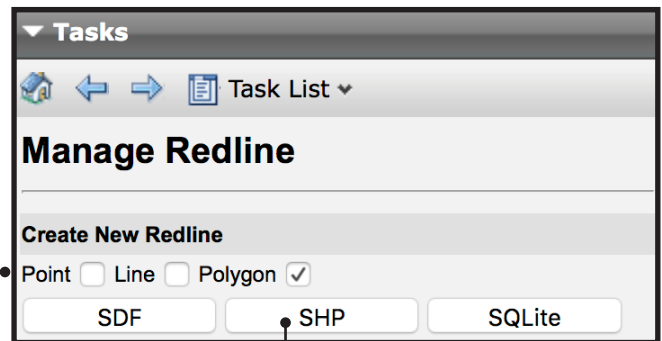 Tasks
Task List
Manage Redline
Create New Redline
Point Line Polygon
SDF SHP SQLite